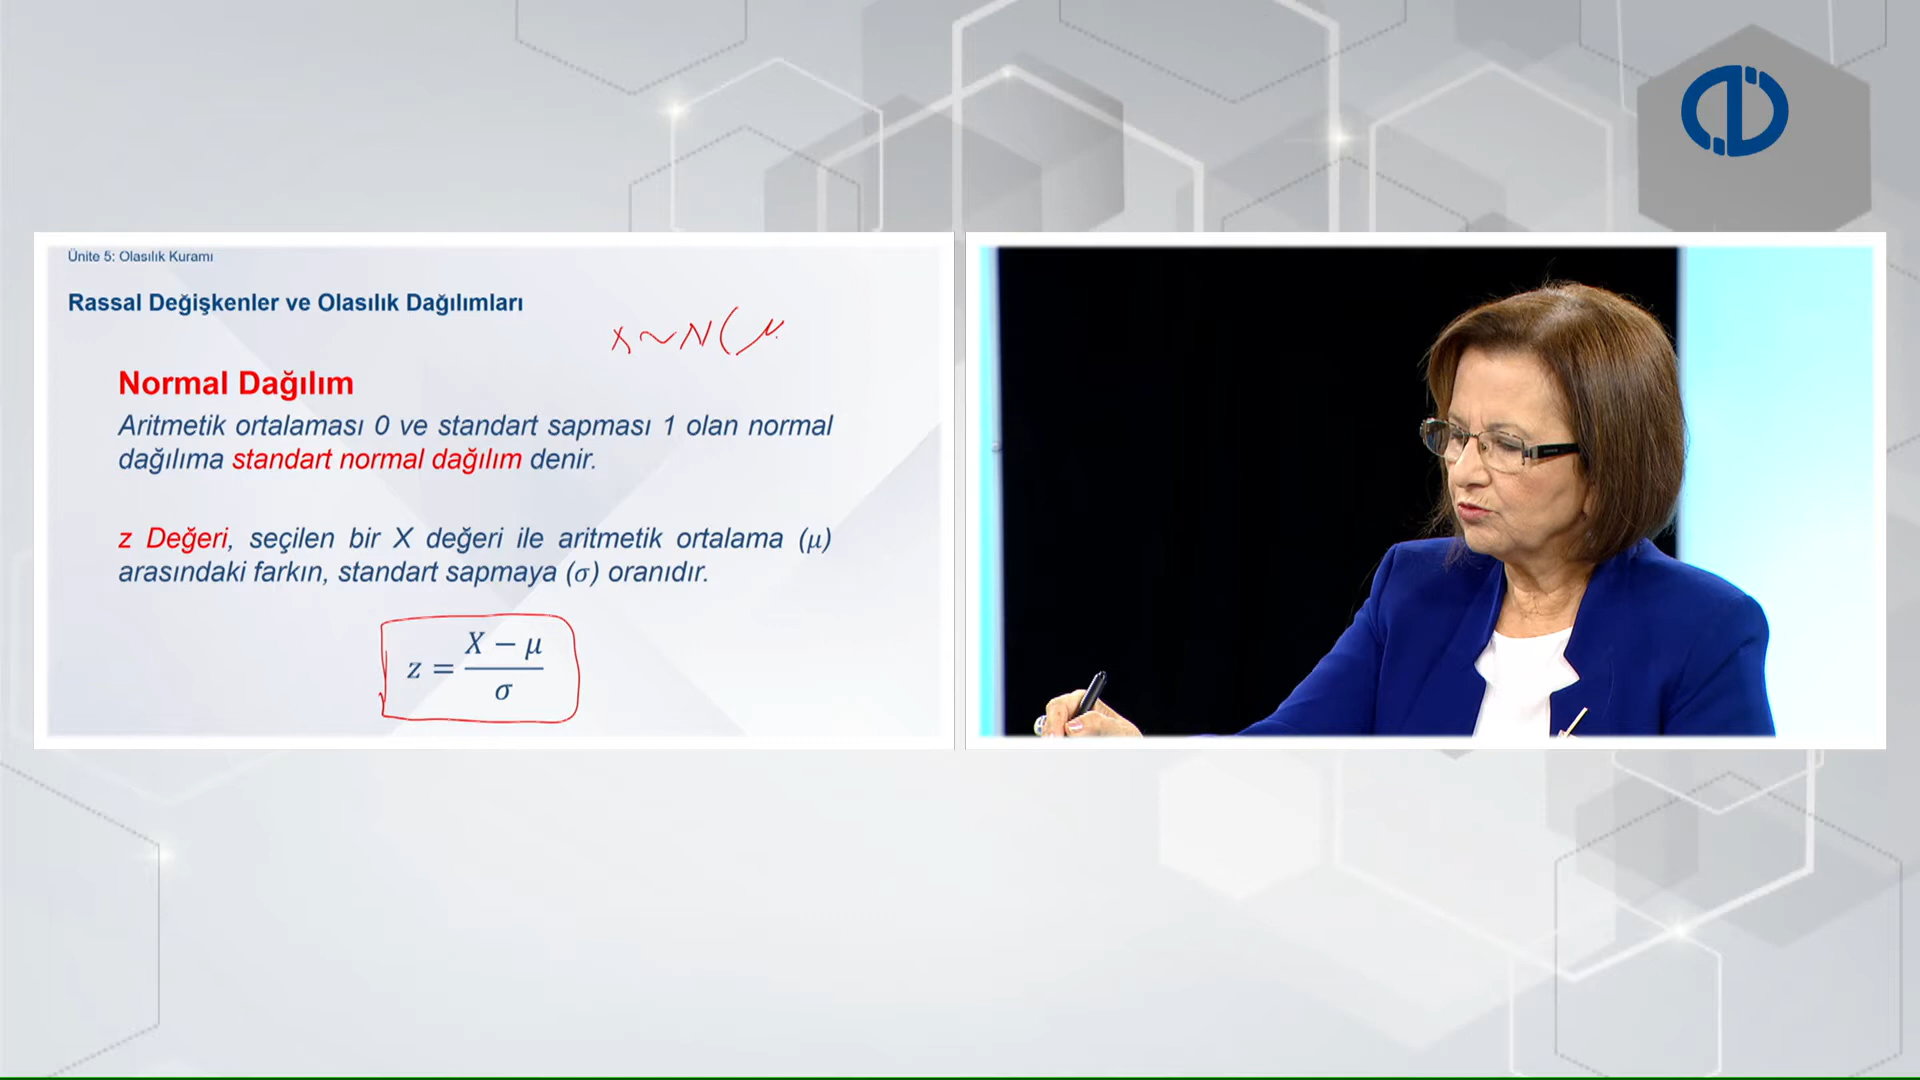 Ünite 5: Olasılık Kuramı
Rassal Değişkenler ve Olasılık Dağılımları
X ~ N ( μ
Normal Dağılım
Aritmetik ortalaması 0 ve standart sapması 1 olan normal
dağılıma standart normal dağılım denir.
z Değeri, seçilen bir X değeri ile aritmetik ortalama (μ)
arasındaki farkın, standart sapmaya (σ) oranıdır.
z = X − μ / σ